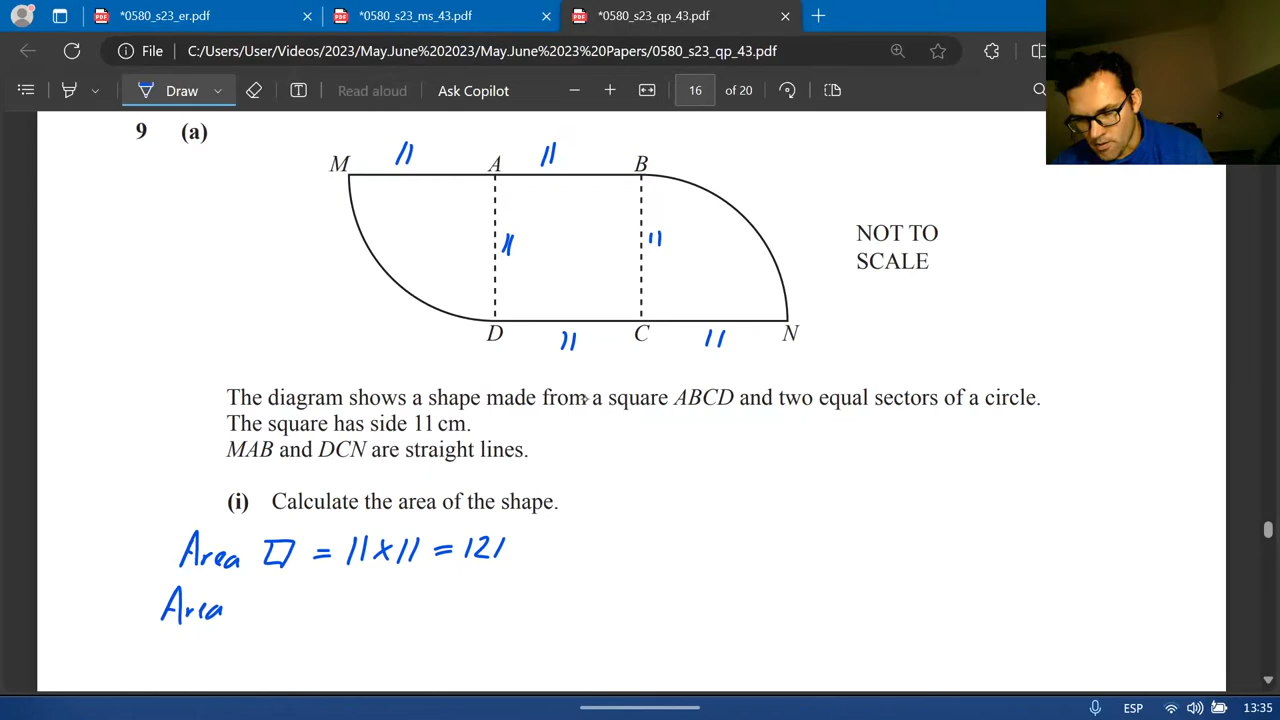 *0580_s23_er.pdf
*0580_s23_ms_43.pdf
*0580_s23_qp_43.pdf
File
C:/Users/User/Videos/2023/May.June%202023/May.June%2023%20Papers/0580_s23_qp_43.pdf
Draw
Read aloud
Ask Copilot
16 of 20
9 (a)
M 11 A 11 B
11 11
NOT TO
SCALE
D 11 C 11 N
The diagram shows a shape made from a square ABCD and two equal sectors of a circle.
The square has side 11 cm.
MAB and DCN are straight lines.
(i) Calculate the area of the shape.
Area □ = 11 × 11 = 121
Area
ESP 13:35